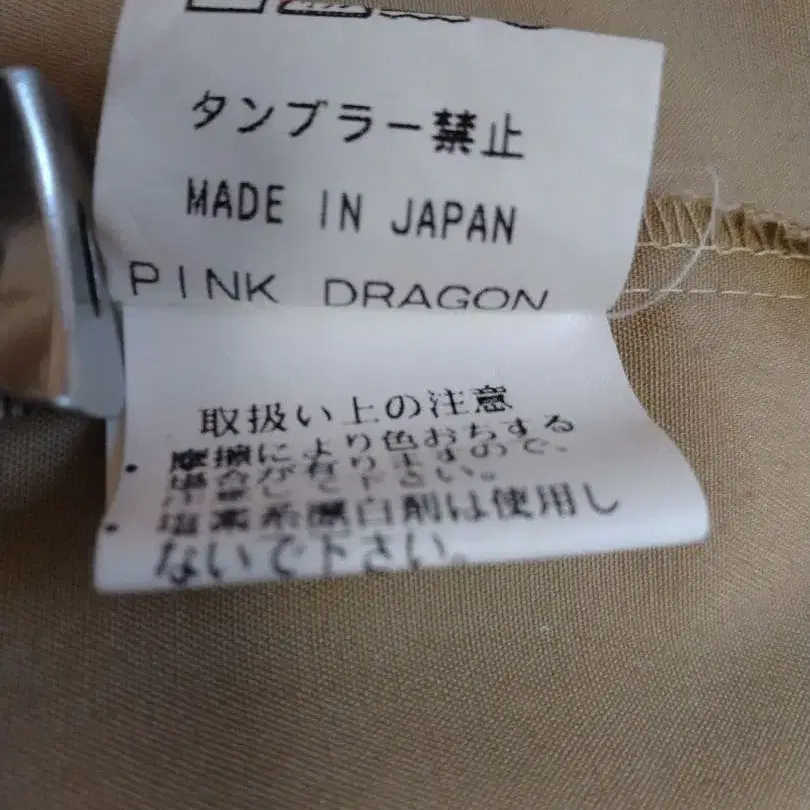 タンブラー禁止
MADE IN JAPAN
PINK DRAGON
取扱い上の注意
・摩擦により色おちする
場合が有りますので、
注意して下さい。
・塩素系漂白剤は使用し
ないで下さい。